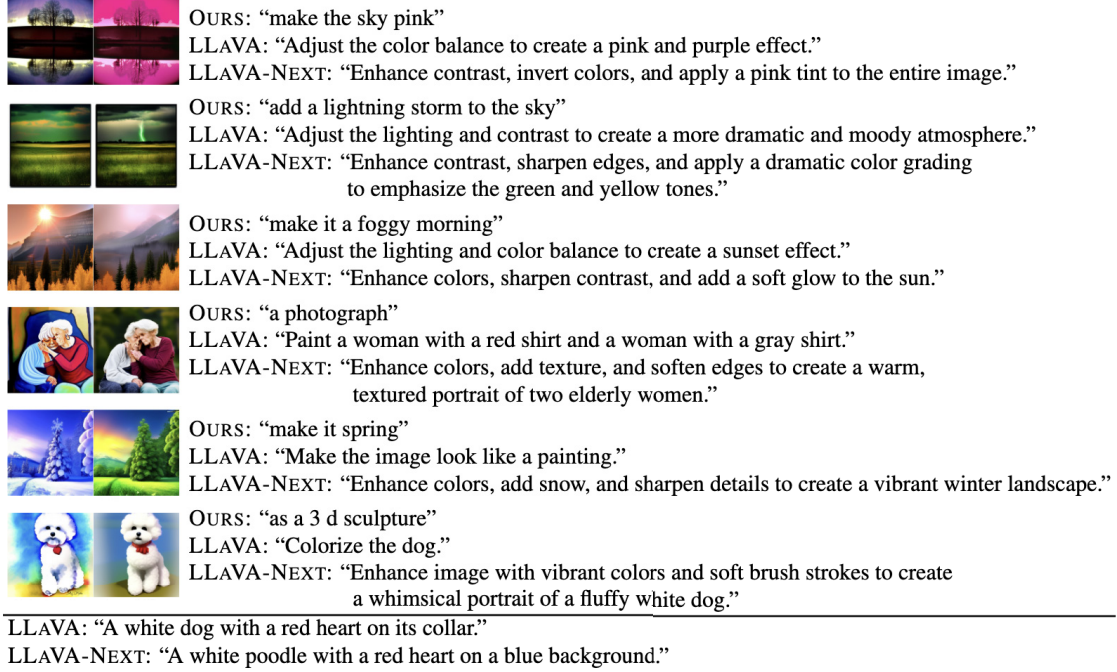 OURS: “make the sky pink”
LLAVA: “Adjust the color balance to create a pink and purple effect.”
LLAVA-NEXT: “Enhance contrast, invert colors, and apply a pink tint to the entire image.”
OURS: “add a lightning storm to the sky”
LLAVA: “Adjust the lighting and contrast to create a more dramatic and moody atmosphere.”
LLAVA-NEXT: “Enhance contrast, sharpen edges, and apply a dramatic color grading
to emphasize the green and yellow tones.”
OURS: “make it a foggy morning”
LLAVA: “Adjust the lighting and color balance to create a sunset effect.”
LLAVA-NEXT: “Enhance colors, sharpen contrast, and add a soft glow to the sun.”
OURS: “a photograph”
LLAVA: “Paint a woman with a red shirt and a woman with a gray shirt.”
LLAVA-NEXT: “Enhance colors, add texture, and soften edges to create a warm,
textured portrait of two elderly women.”
OURS: “make it spring”
LLAVA: “Make the image look like a painting.”
LLAVA-NEXT: “Enhance colors, add snow, and sharpen details to create a vibrant winter landscape.”
OURS: “as a 3 d sculpture”
LLAVA: “Colorize the dog.”
LLAVA-NEXT: “Enhance image with vibrant colors and soft brush strokes to create
a whimsical portrait of a fluffy white dog.”
LLAVA: “A white dog with a red heart on its collar.”
LLAVA-NEXT: “A white poodle with a red heart on a blue background.”